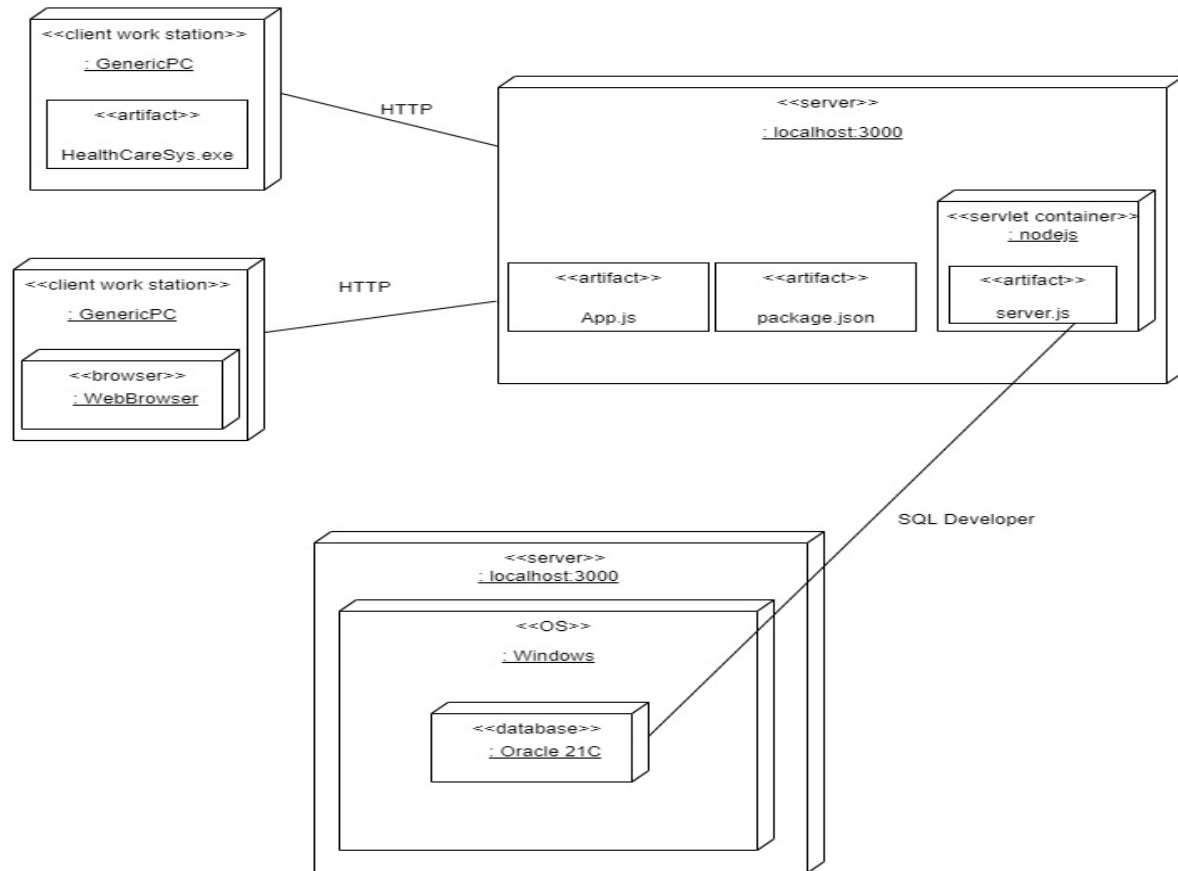 <<client work station>>
: GenericPC
<<artifact>>
HealthCareSys.exe
HTTP
<<server>>
: localhost:3000
<<client work station>>
: GenericPC
<<browser>>
: WebBrowser
HTTP
<<artifact>>
App.js
<<artifact>>
package.json
<<servlet container>>
: nodejs
<<artifact>>
server.js
SQL Developer
<<server>>
: localhost:3000
<<OS>>
: Windows
<<database>>
: Oracle 21C